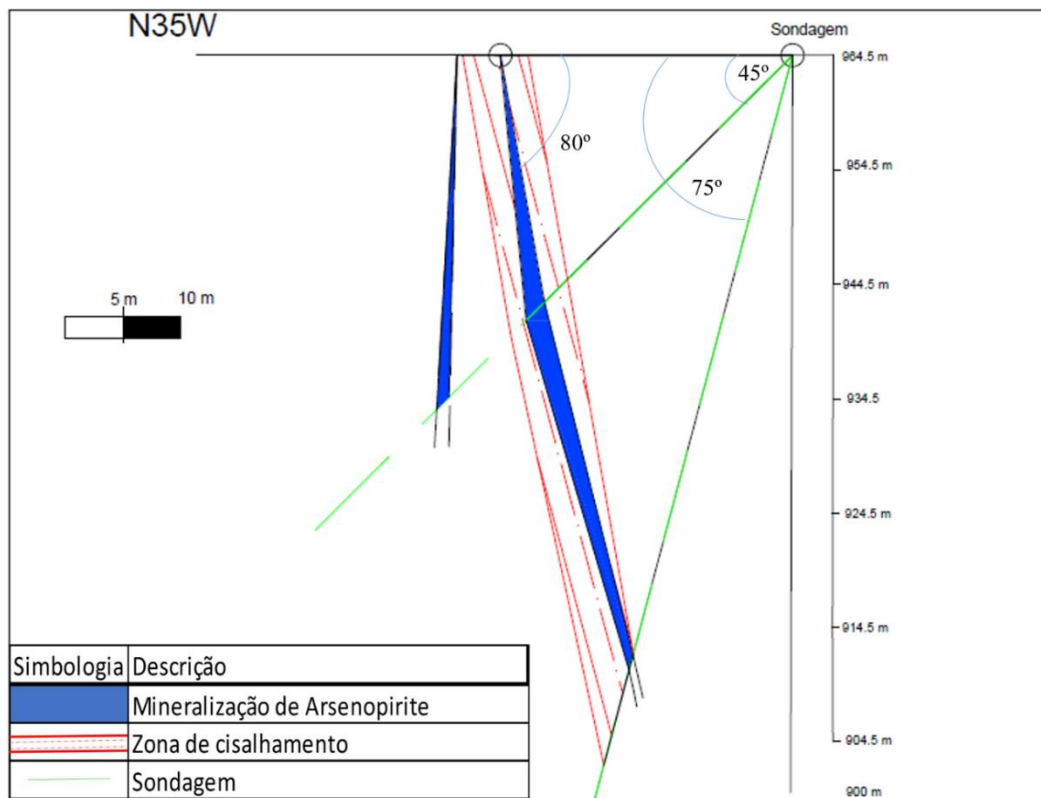 N35W
Sondagem
964.5 m
45º
80º
954.5 m
75º
944.5 m
5 m 10 m
934.5 m
924.5 m
914.5 m
904.5 m
900 m
Simbologia Descrição
Mineralização de Arsenopirite
Zona de cisalhamento
Sondagem